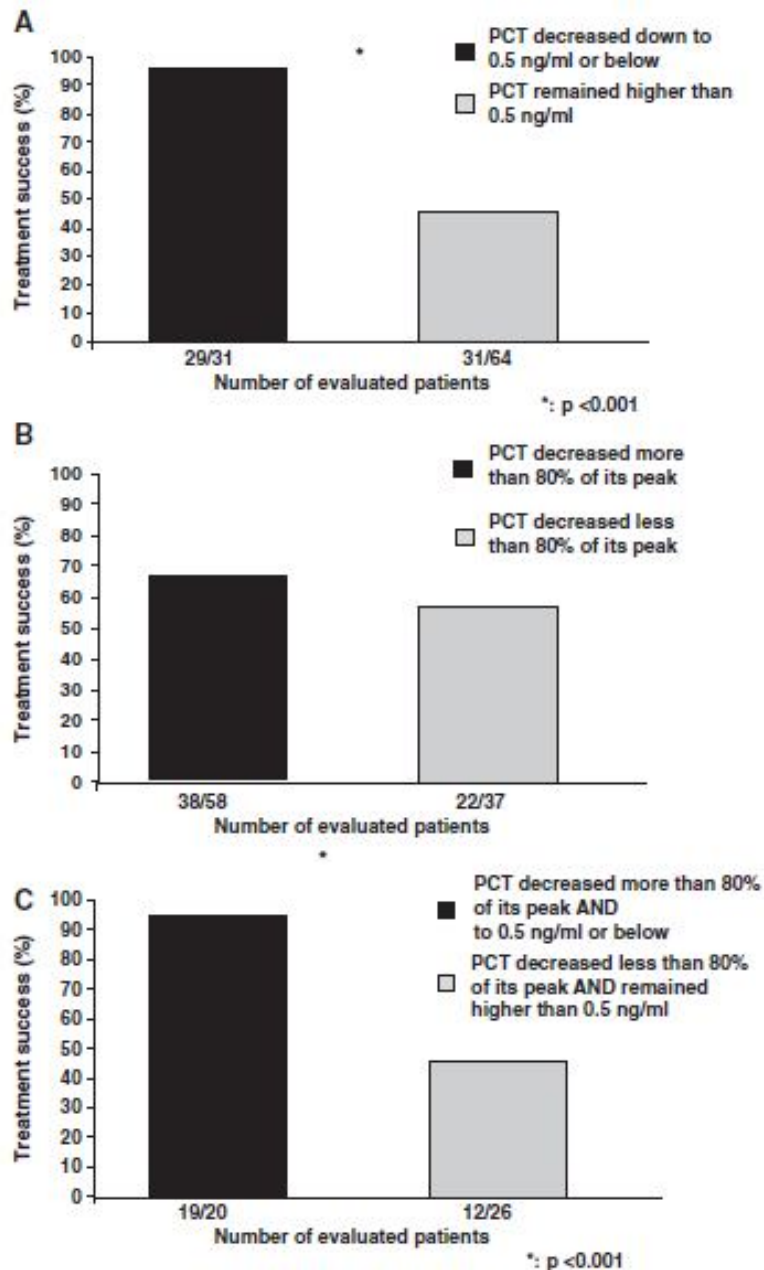 A
*
PCT decreased down to
0.5 ng/ml or below
PCT remained higher than
0.5 ng/ml
Treatment success (%)
100
90
80
70
60
50
40
30
20
10
0
29/31
31/64
Number of evaluated patients
*: p <0.001
B
PCT decreased more
than 80% of its peak
PCT decreased less
than 80% of its peak
Treatment success (%)
100
90
80
70
60
50
40
30
20
10
0
38/58
22/37
Number of evaluated patients
*
C
PCT decreased more than 80%
of its peak AND
to 0.5 ng/ml or below
PCT decreased less than 80%
of its peak AND remained
higher than 0.5 ng/ml
Treatment success (%)
100
90
80
70
60
50
40
30
20
10
0
19/20
12/26
Number of evaluated patients
*: p <0.001